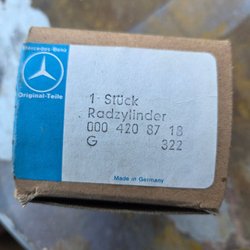 Mercedes-Benz
Original-Teile
1 Stück
Radzylinder
000 420 87 18
G 322
Made in Germany